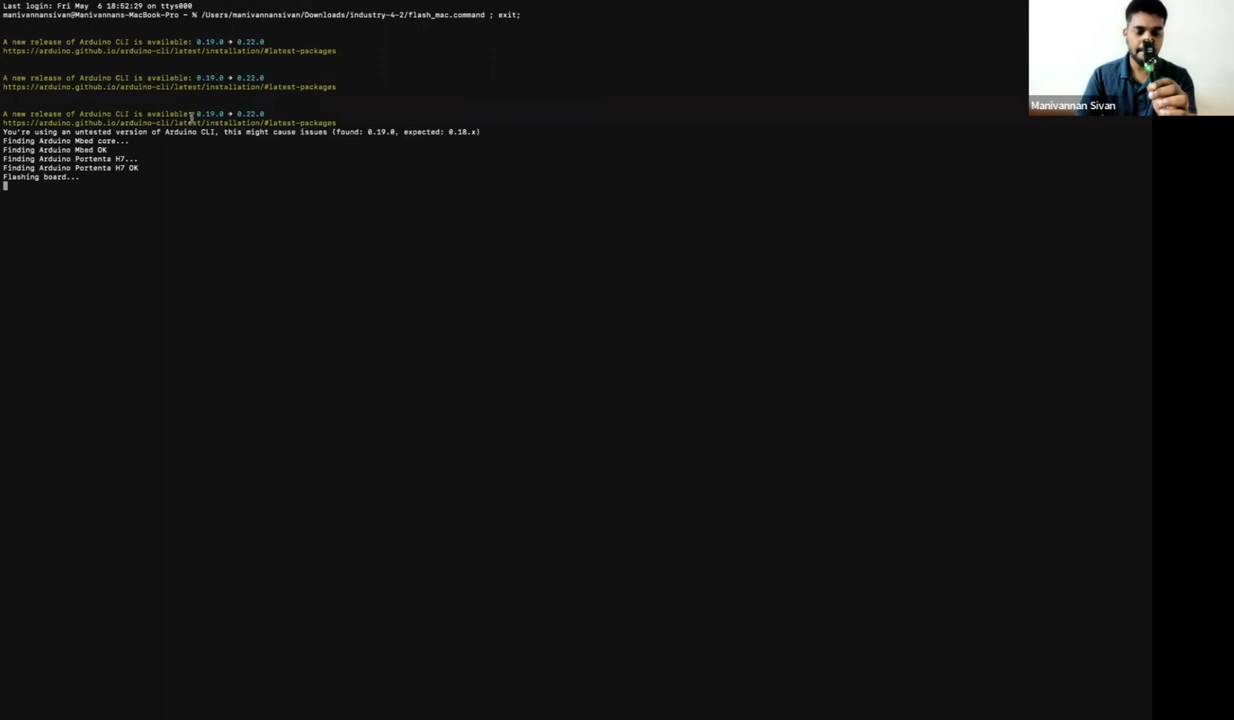 Last login: Fri May  6 18:52:29 on ttys000
manivannansivan@Manivannans-MacBook-Pro ~ % /Users/manivannansivan/Downloads/industry-4-2/flash_mac.command ; exit;
A new release of Arduino CLI is available: 0.19.0 → 0.22.0
https://arduino.github.io/arduino-cli/latest/installation/#latest-packages
A new release of Arduino CLI is available: 0.19.0 → 0.22.0
https://arduino.github.io/arduino-cli/latest/installation/#latest-packages
A new release of Arduino CLI is available: 0.19.0 → 0.22.0
https://arduino.github.io/arduino-cli/latest/installation/#latest-packages
You're using an untested version of Arduino CLI, this might cause issues (found: 0.19.0, expected: 0.18.x)
Finding Arduino Mbed core...
Finding Arduino Mbed OK
Finding Arduino Portenta H7...
Finding Arduino Portenta H7 OK
Flashing board...
Manivannan Sivan